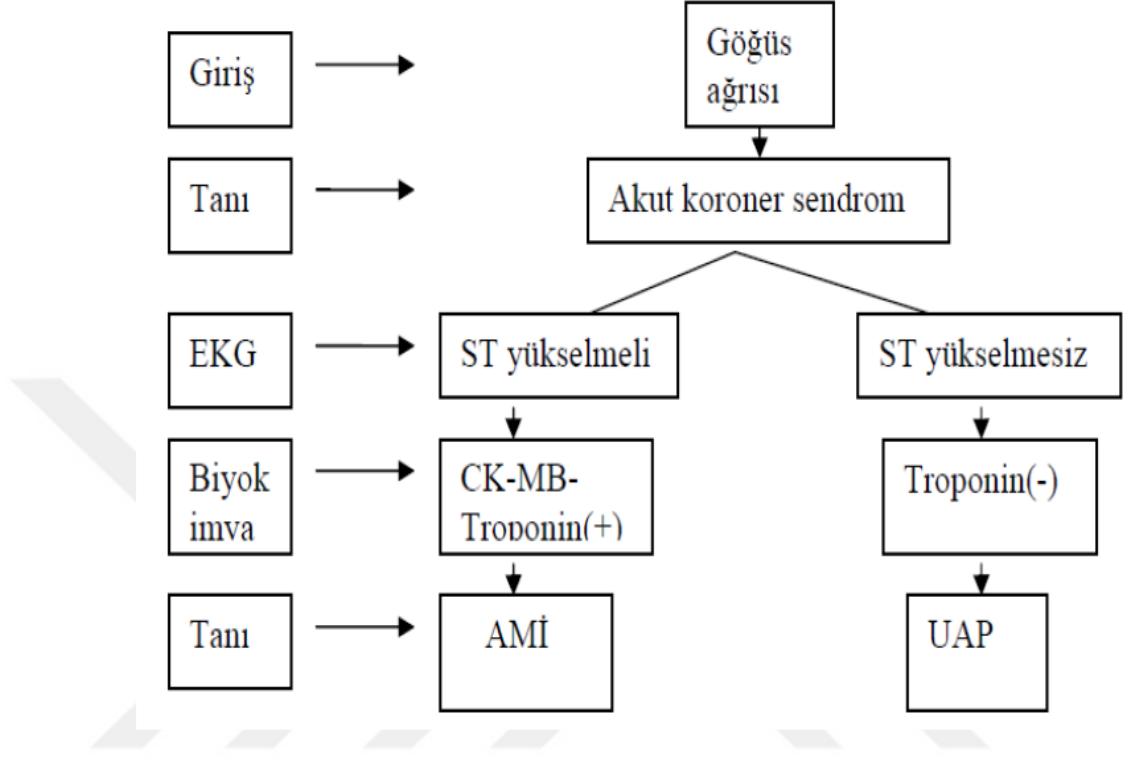 Giriş
Göğüs
ağrısı
Tanı
Akut koroner sendrom
EKG
ST yükselmeli
ST yükselmesiz
Biyok
imya
CK-MB-
Troponin(+)
Troponin(-)
Tanı
AMİ
UAP